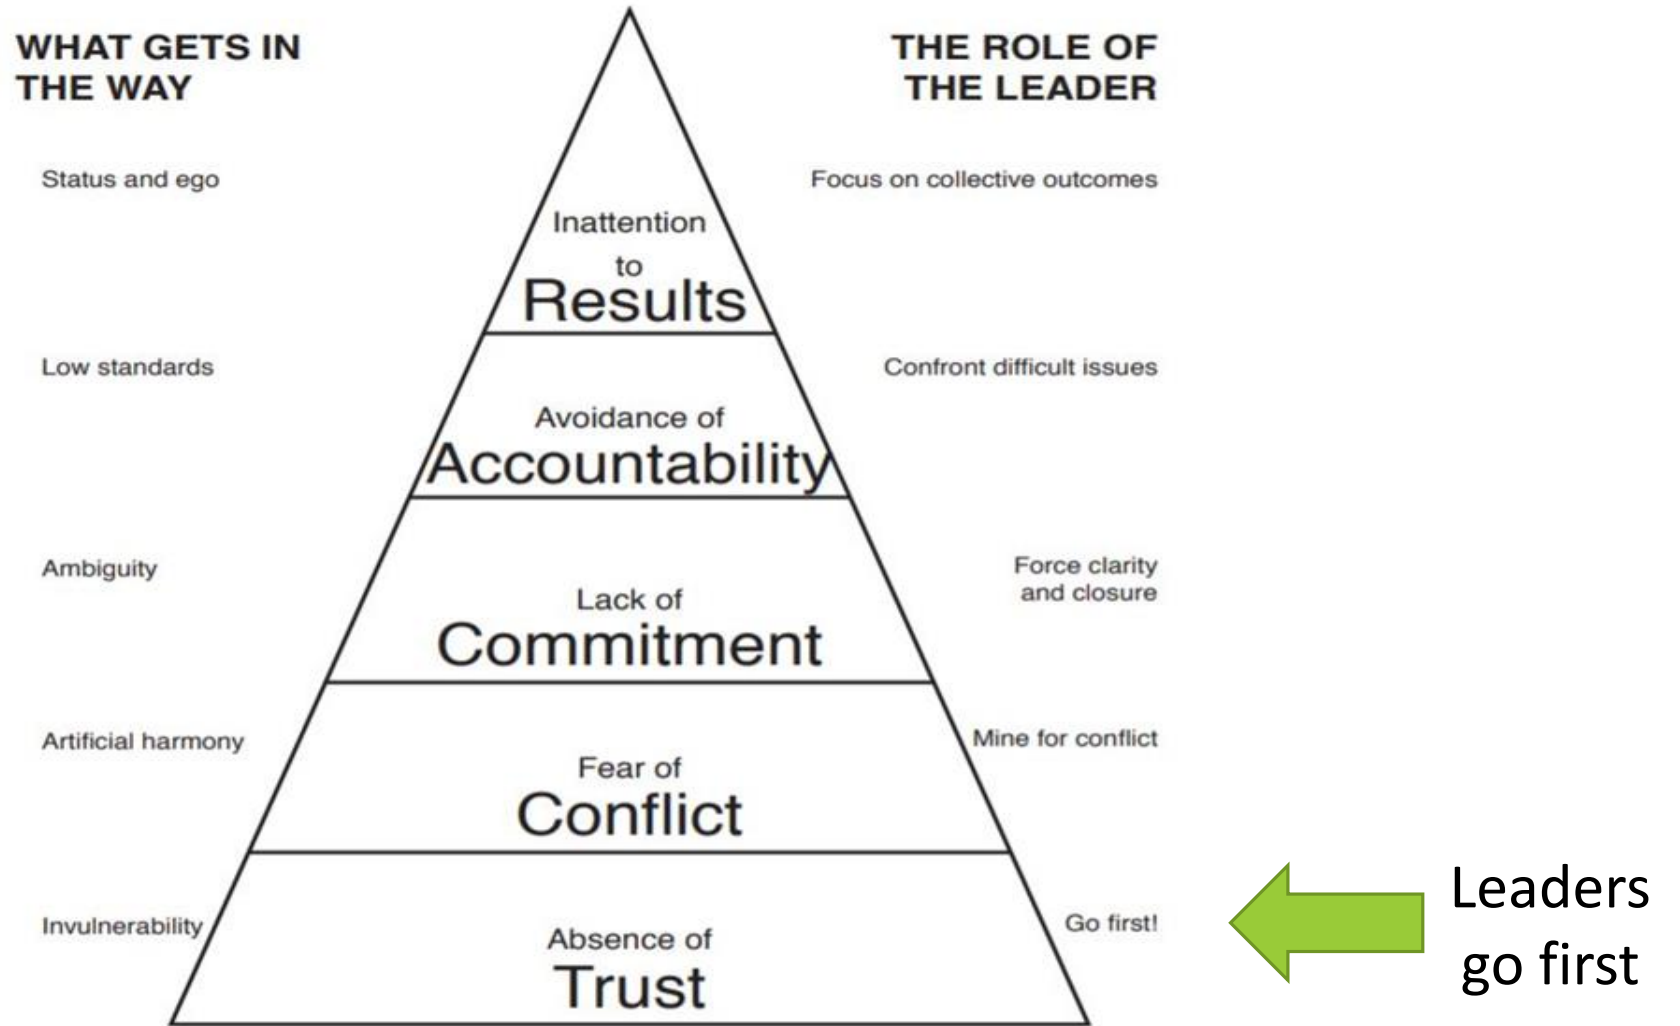 WHAT GETS IN
THE WAY
THE ROLE OF
THE LEADER
Status and ego
Inattention
to
Results
Focus on collective outcomes
Low standards
Avoidance of
Accountability
Confront difficult issues
Ambiguity
Lack of
Commitment
Force clarity
and closure
Artificial harmony
Fear of
Conflict
Mine for conflict
Invulnerability
Absence of
Trust
Go first!
Leaders
go first